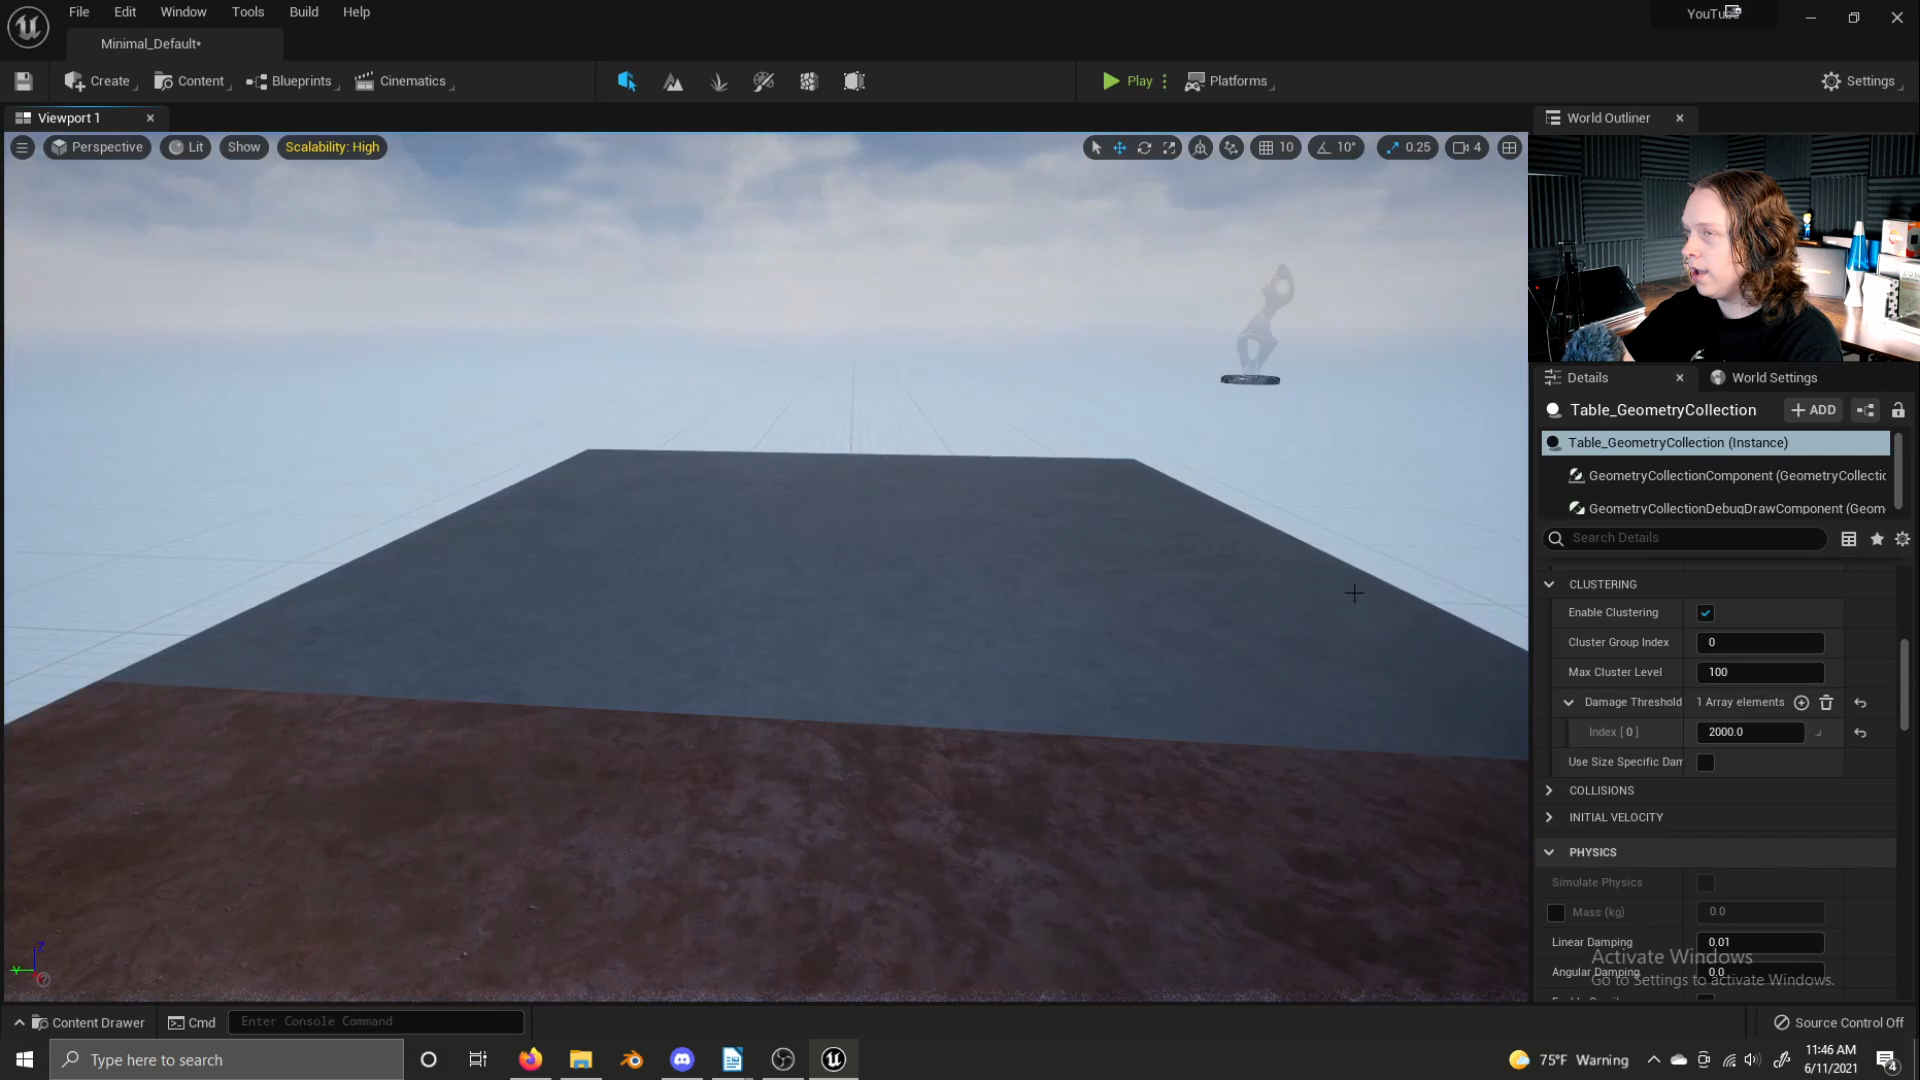 File Edit Window Tools Build Help
YouTube
Minimal_Default*
Create Content Blueprints Cinematics Play Platforms Settings
Viewport 1
World Outliner
Perspective Lit Show Scalability: High 10 10° 0.25 4
Details World Settings
Table_GeometryCollection ADD
Table_GeometryCollection (Instance)
GeometryCollectionComponent (GeometryCollectic
GeometryCollectionDebugDrawComponent (Geom
Search Details
CLUSTERING
Enable Clustering
Cluster Group Index 0
Max Cluster Level 100
Damage Threshold 1 Array elements
Index [ 0 ] 2000.0
Use Size Specific Dam
COLLISIONS
INITIAL VELOCITY
PHYSICS
Simulate Physics
Mass (kg) 0.0
Linear Damping 0.01
Activate Windows
Angular Damping 0.0
Go to Settings to activate Windows.
Z
Y
Content Drawer Cmd Enter Console Command Source Control Off
Type here to search
75°F Warning 11:46 AM
6/11/2021
4